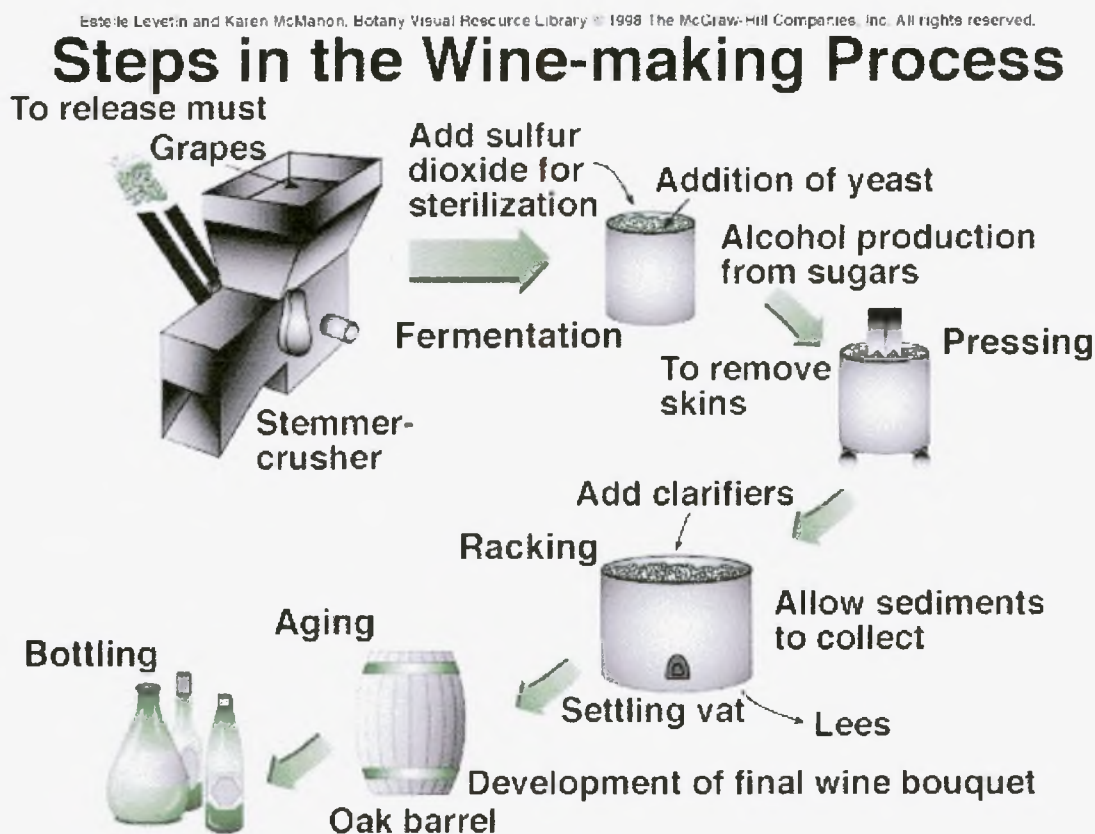 Estelle Levetin and Karen McMahon, Botany Visual Resource Library © 1998 The McGraw-Hill Companies, Inc. All rights reserved.
Steps in the Wine-making Process
To release must
Grapes
Add sulfur
dioxide for
sterilization
Addition of yeast
Alcohol production
from sugars
Fermentation
Pressing
To remove
skins
Stemmer-
crusher
Add clarifiers
Racking
Allow sediments
to collect
Aging
Bottling
Settling vat
Lees
Development of final wine bouquet
Oak barrel